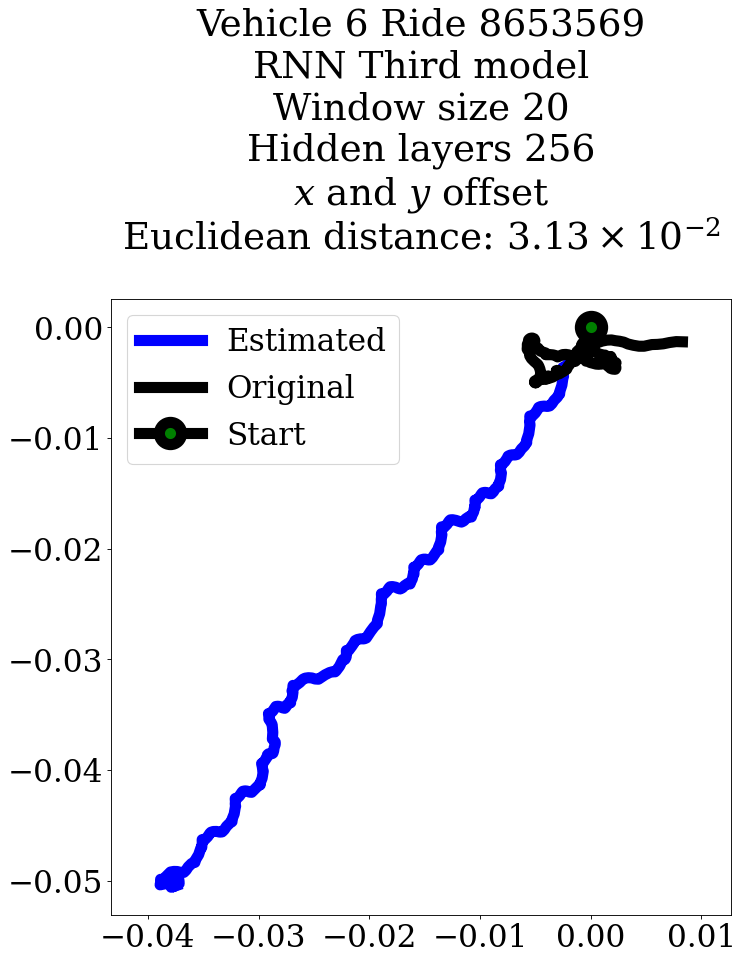 Vehicle 6 Ride 8653569
RNN Third model
Window size 20
Hidden layers 256
x and y offset
Euclidean distance: 3.13 × 10⁻²
Estimated
Original
Start
0.00
−0.01
−0.02
−0.03
−0.04
−0.05
−0.04 −0.03 −0.02 −0.01 0.00 0.01